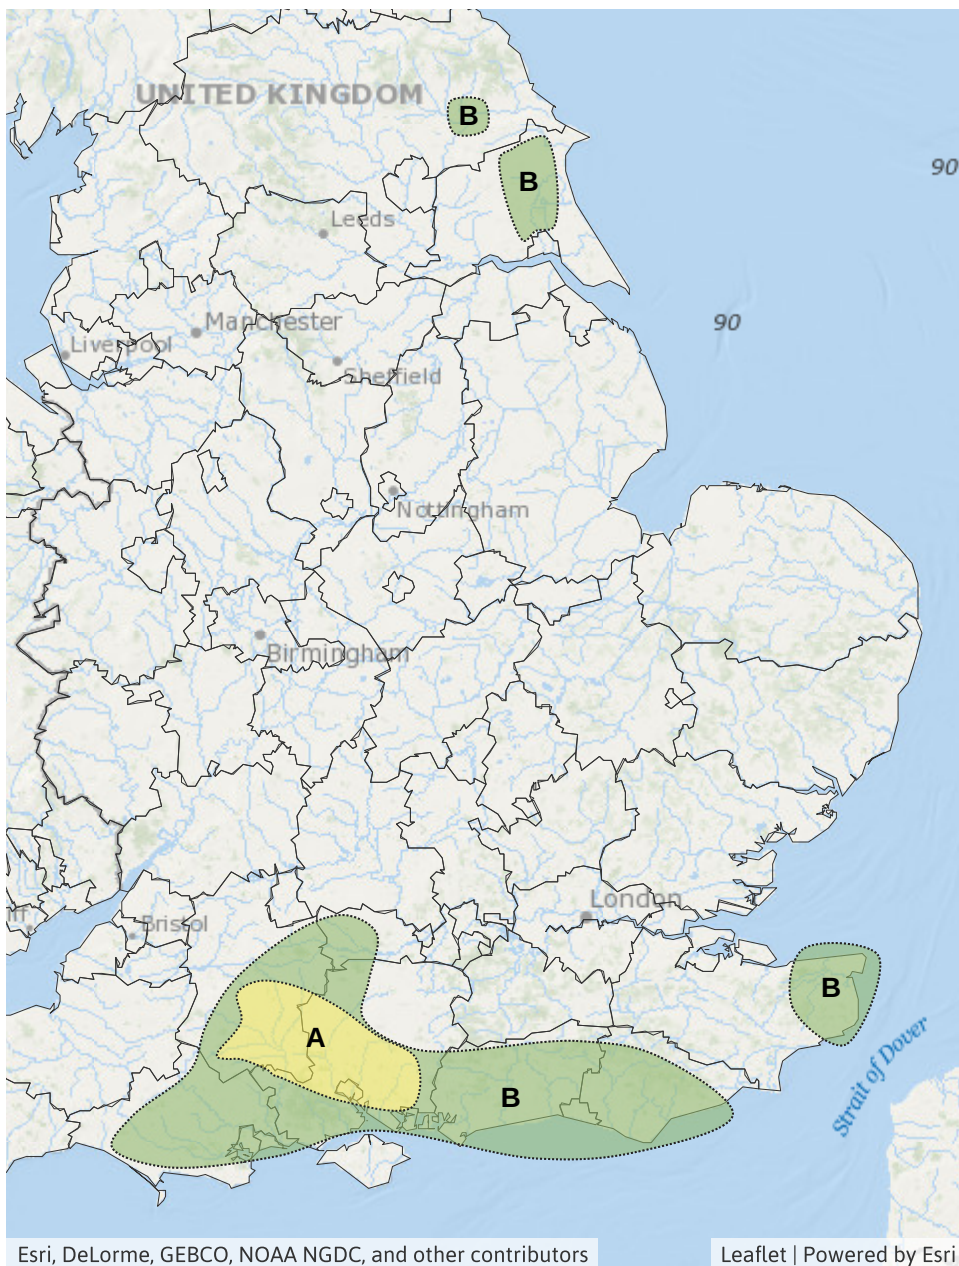 UNITED KINGDOM
B
90
B
Leeds
90
Manchester
Liverpool
Sheffield
Nottingham
Birmingham
London
iff
Bristol
B
A
Strait of Dover
B
Esri, DeLorme, GEBCO, NOAA NGDC, and other contributors
Leaflet | Powered by Esri